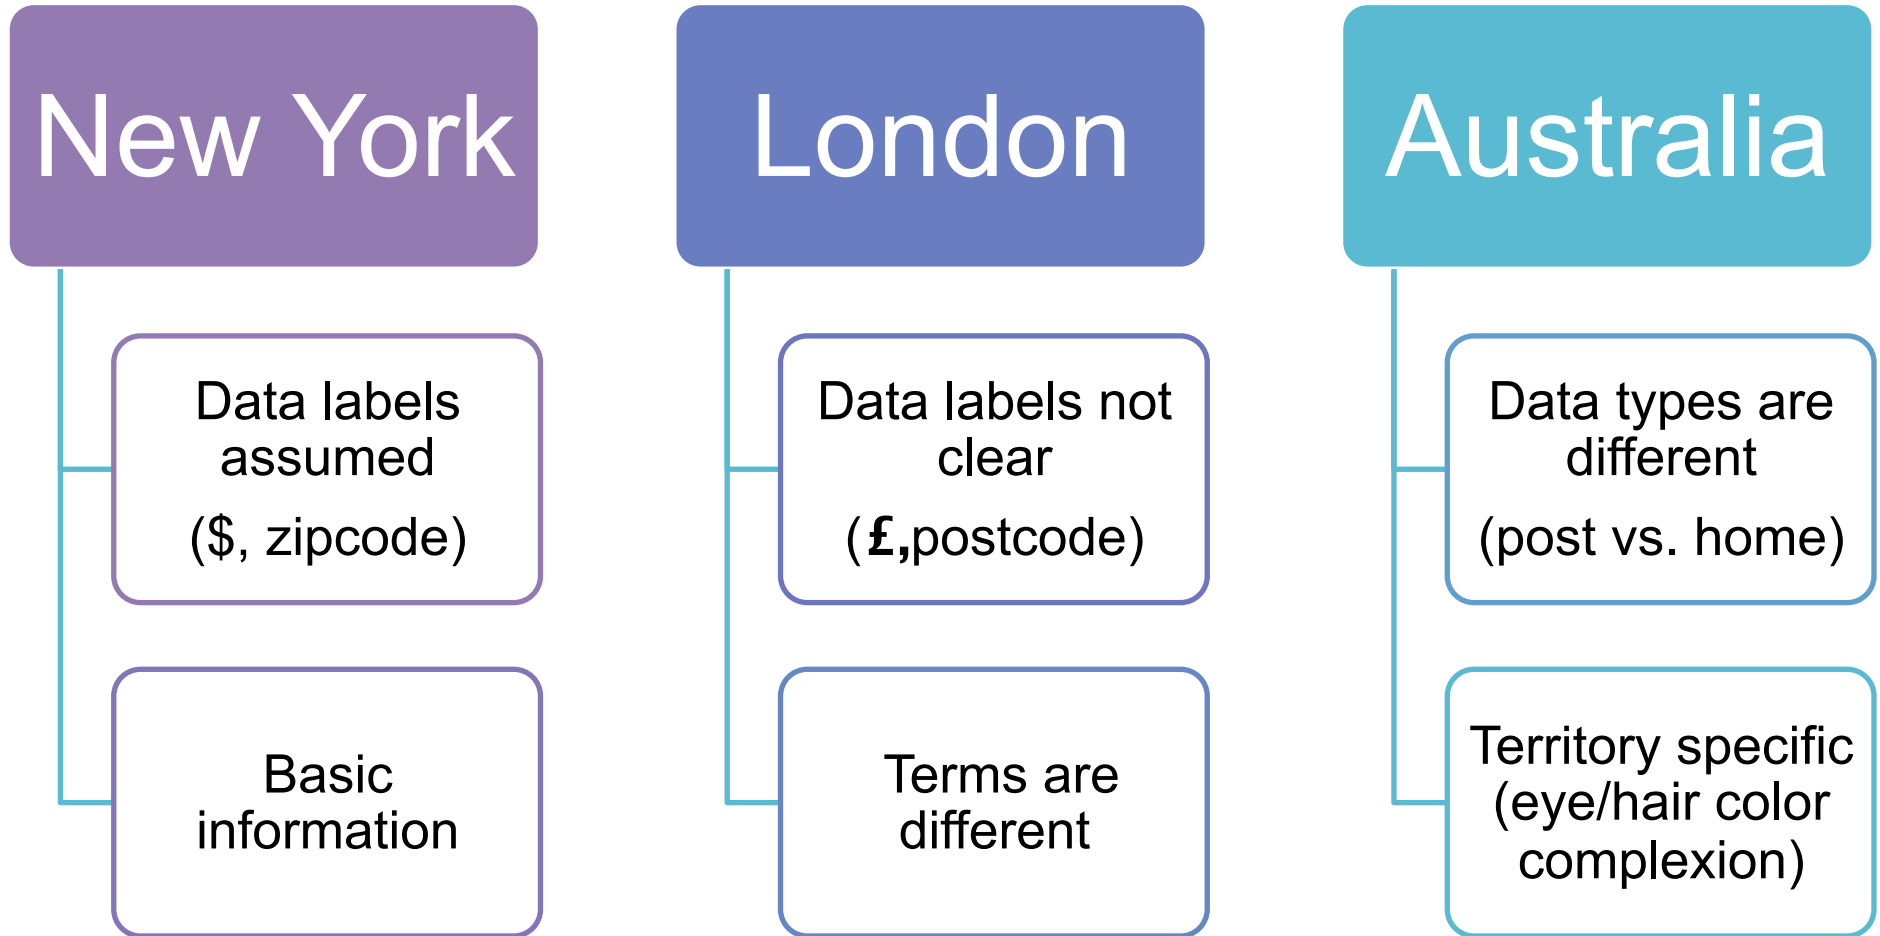 New York
Data labels
assumed
($, zipcode)
Basic
information
London
Data labels not
clear
(£,postcode)
Terms are
different
Australia
Data types are
different
(post vs. home)
Territory specific
(eye/hair color
complexion)